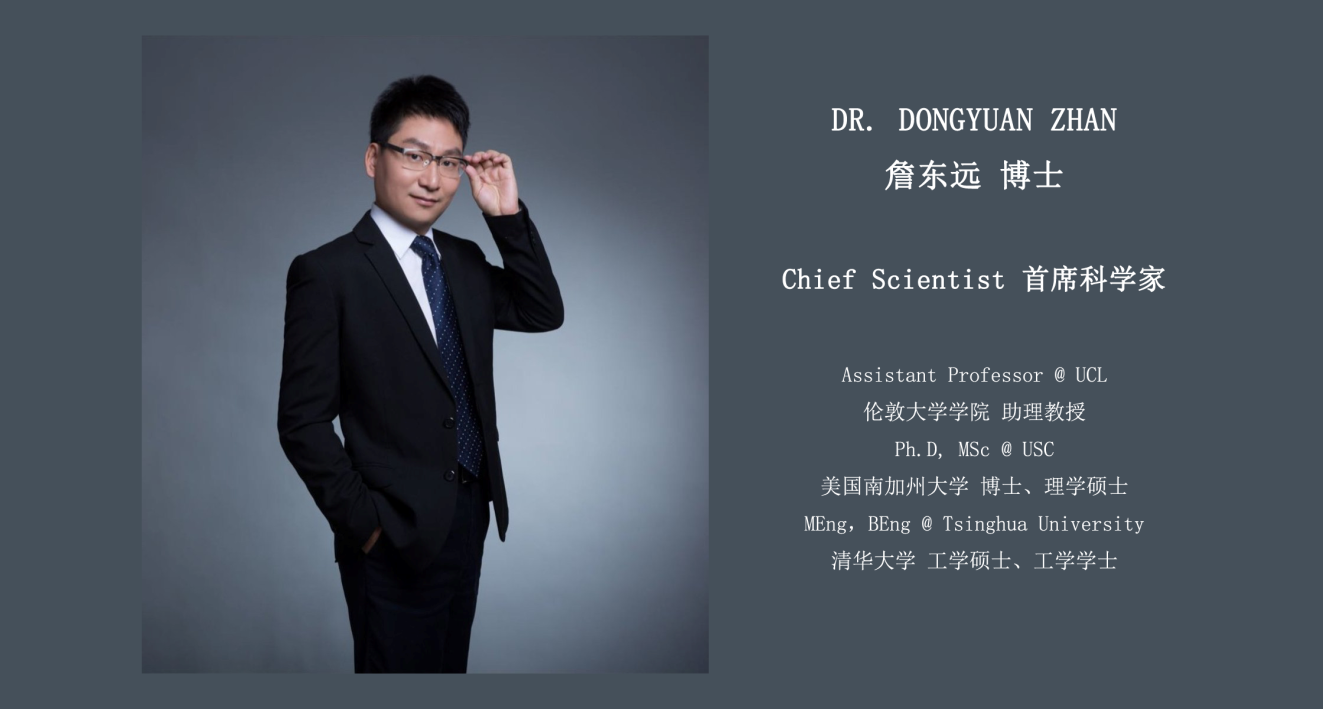 DR. DONGYUAN ZHAN
詹东远 博士
Chief Scientist 首席科学家
Assistant Professor @ UCL
伦敦大学学院 助理教授
Ph.D, MSc @ USC
美国南加州大学 博士、理学硕士
MEng, BEng @ Tsinghua University
清华大学 工学硕士、工学学士